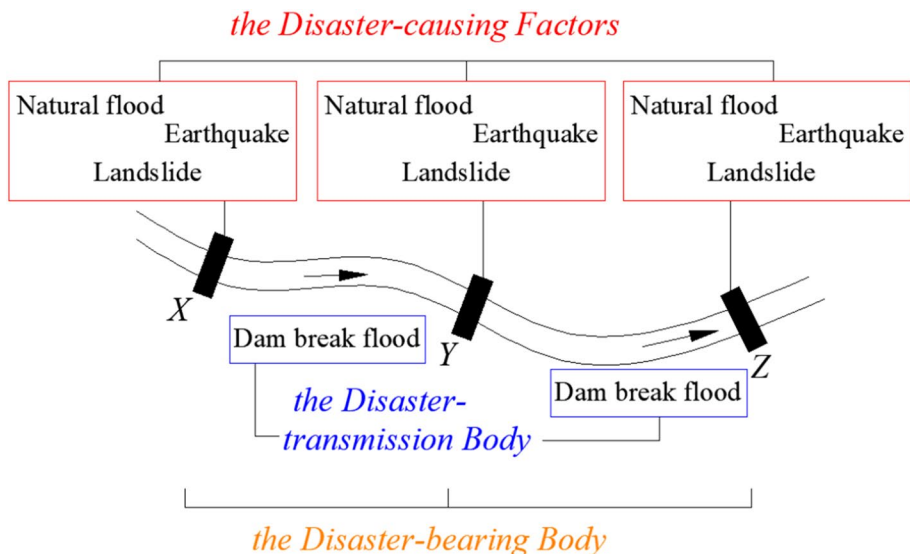 the Disaster-causing Factors
Natural flood
Earthquake
Landslide
Natural flood
Earthquake
Landslide
Natural flood
Earthquake
Landslide
X
Y
Z
Dam break flood
Dam break flood
the Disaster-
transmission Body
the Disaster-bearing Body